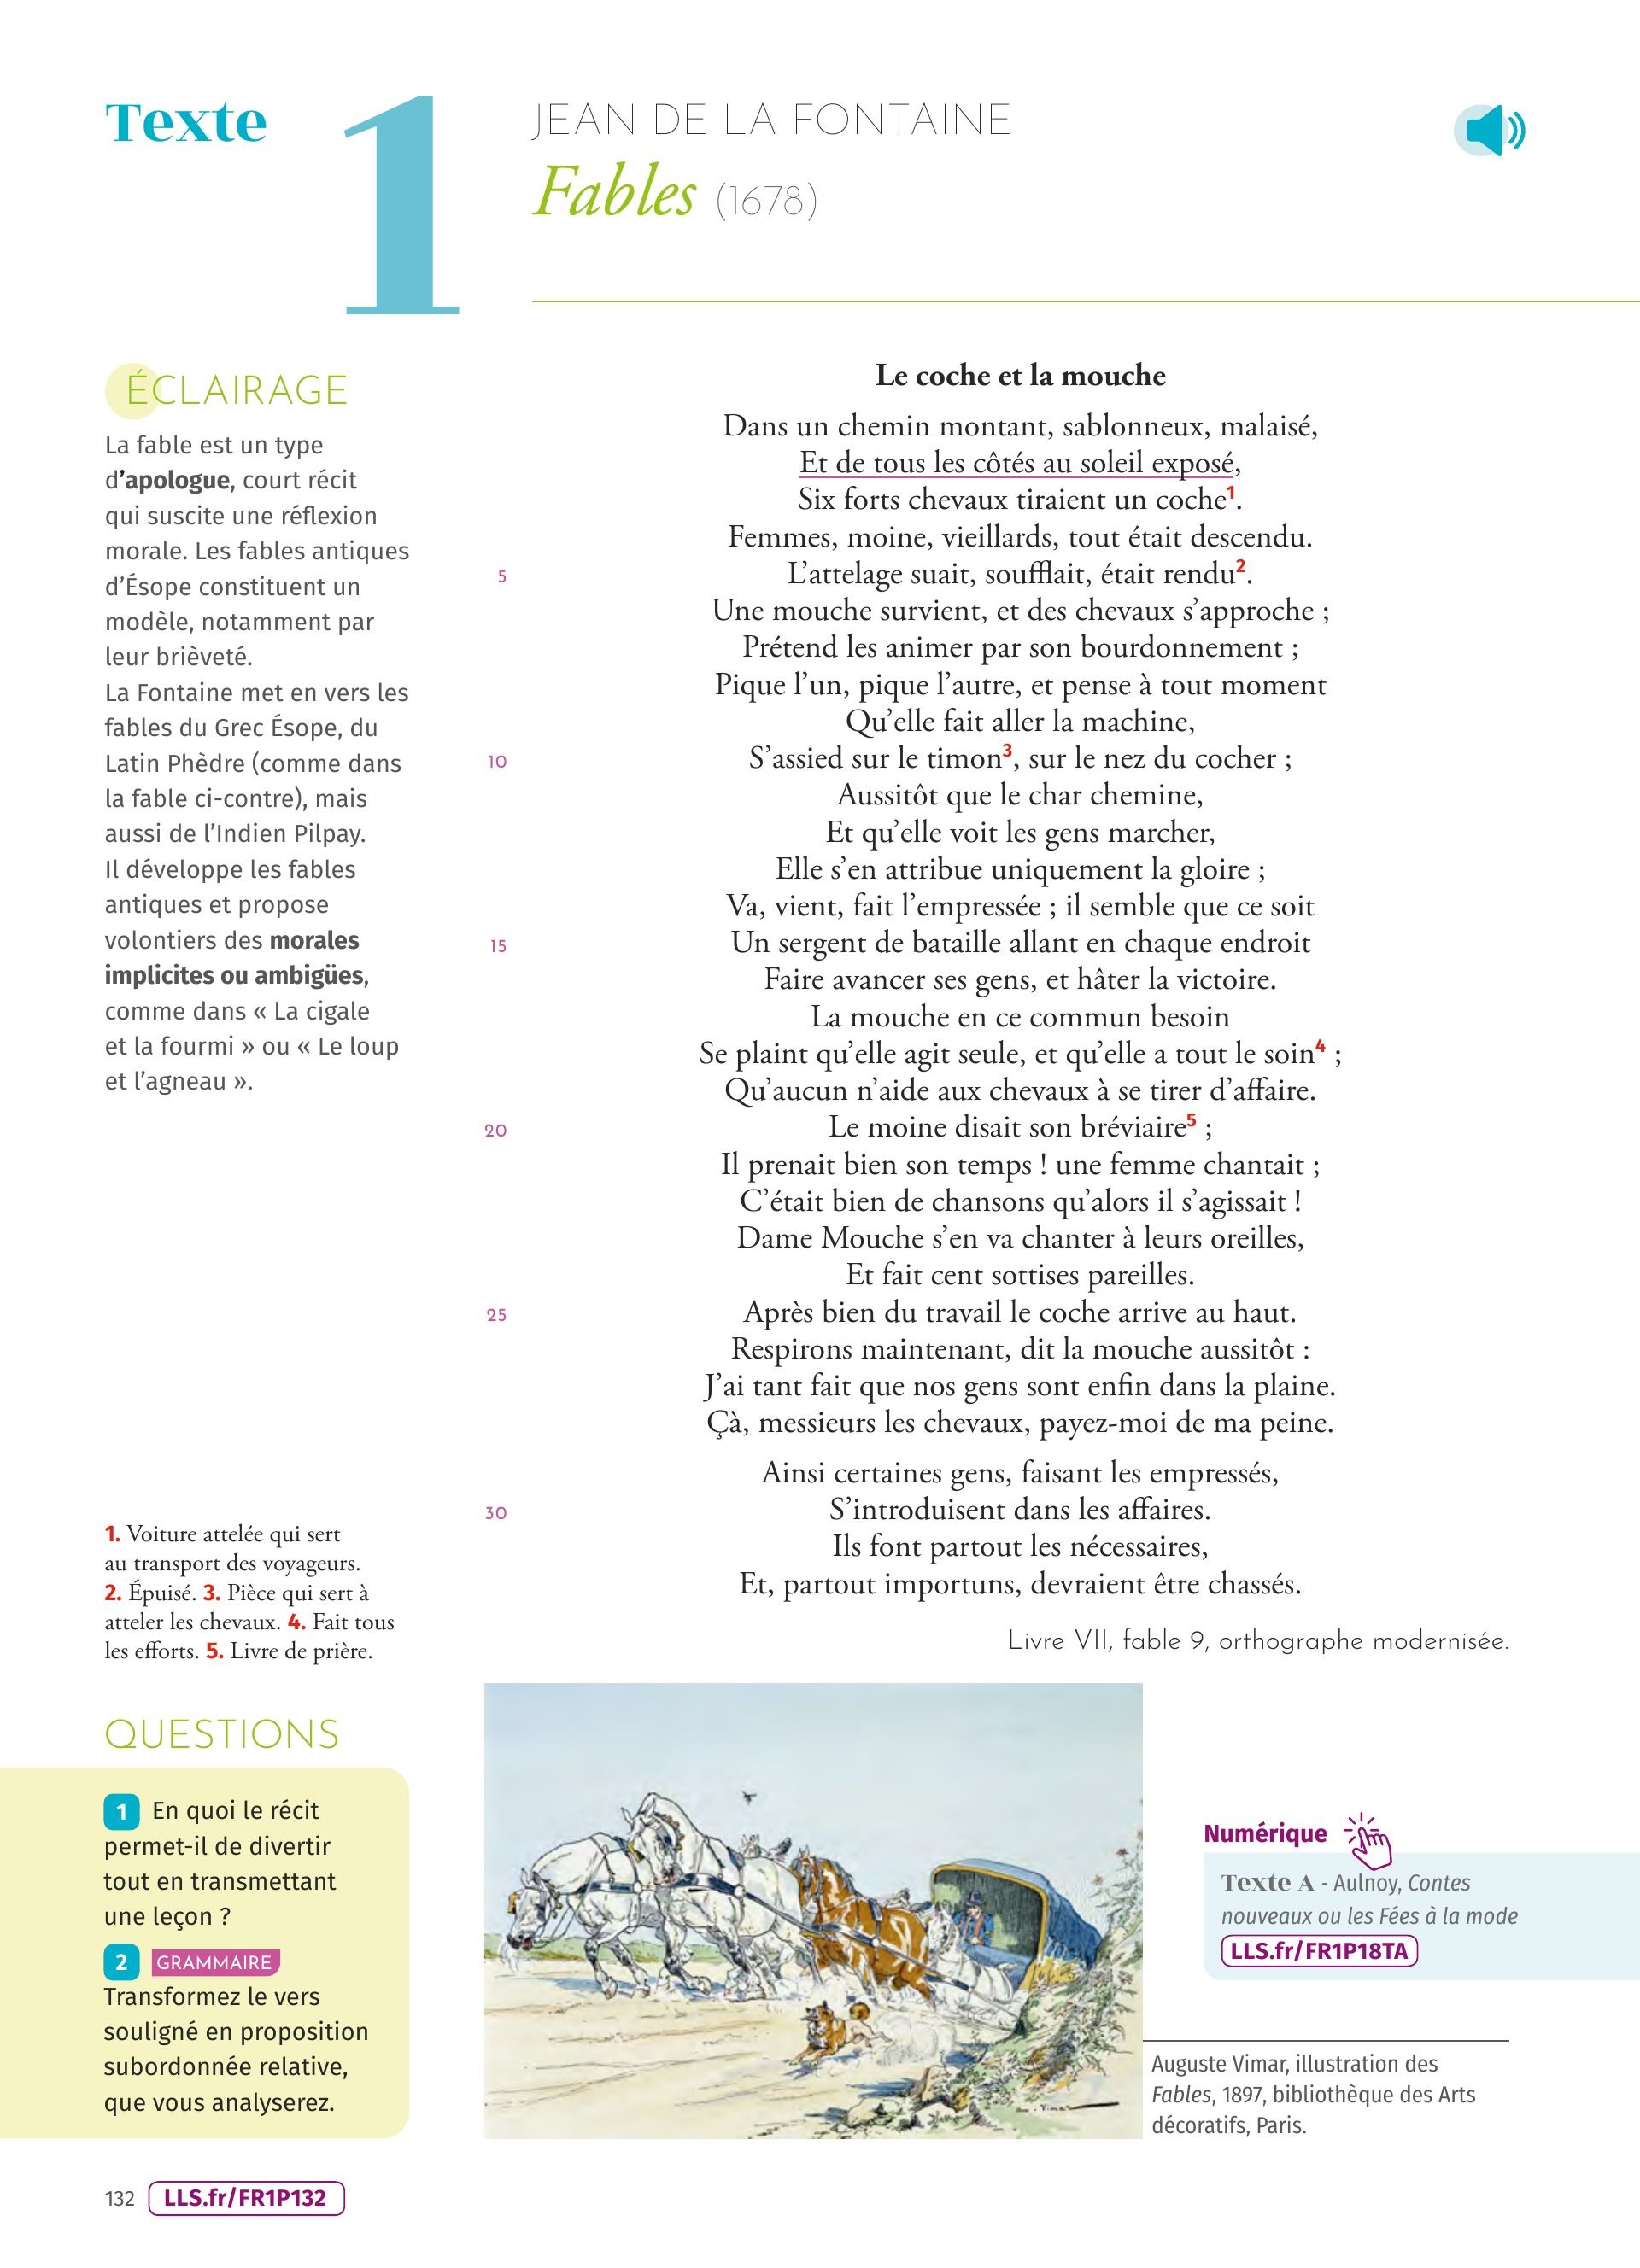 Texte 1
JEAN DE LA FONTAINE
Fables (1678)
ÉCLAIRAGE
La fable est un type
d’apologue, court récit
qui suscite une réflexion
morale. Les fables antiques
d’Ésope constituent un
modèle, notamment par
leur brièveté.
La Fontaine met en vers les
fables du Grec Ésope, du
Latin Phèdre (comme dans
la fable ci-contre), mais
aussi de l’Indien Pilpay.
Il développe les fables
antiques et propose
volontiers des morales
implicites ou ambigües,
comme dans « La cigale
et la fourmi » ou « Le loup
et l’agneau ».
Le coche et la mouche
Dans un chemin montant, sablonneux, malaisé,
Et de tous les côtés au soleil exposé,
Six forts chevaux tiraient un coche1.
Femmes, moine, vieillards, tout était descendu.
5 L’attelage suait, soufflait, était rendu2.
Une mouche survient, et des chevaux s’approche ;
Prétend les animer par son bourdonnement ;
Pique l’un, pique l’autre, et pense à tout moment
Qu’elle fait aller la machine,
10 S’assied sur le timon3, sur le nez du cocher ;
Aussitôt que le char chemine,
Et qu’elle voit les gens marcher,
Elle s’en attribue uniquement la gloire ;
Va, vient, fait l’empressée ; il semble que ce soit
15 Un sergent de bataille allant en chaque endroit
Faire avancer ses gens, et hâter la victoire.
La mouche en ce commun besoin
Se plaint qu’elle agit seule, et qu’elle a tout le soin4 ;
Qu’aucun n’aide aux chevaux à se tirer d’affaire.
20 Le moine disait son bréviaire5 ;
Il prenait bien son temps ! une femme chantait ;
C’était bien de chansons qu’alors il s’agissait !
Dame Mouche s’en va chanter à leurs oreilles,
Et fait cent sottises pareilles.
25 Après bien du travail le coche arrive au haut.
Respirons maintenant, dit la mouche aussitôt :
J’ai tant fait que nos gens sont enfin dans la plaine.
Çà, messieurs les chevaux, payez-moi de ma peine.
Ainsi certaines gens, faisant les empressés,
30 S’introduisent dans les affaires.
Ils font partout les nécessaires,
Et, partout importuns, devraient être chassés.
Livre VII, fable 9, orthographe modernisée.
1. Voiture attelée qui sert
au transport des voyageurs.
2. Épuisé. 3. Pièce qui sert à
atteler les chevaux. 4. Fait tous
les efforts. 5. Livre de prière.
QUESTIONS
1 En quoi le récit
permet-il de divertir
tout en transmettant
une leçon ?
2 GRAMMAIRE
Transformez le vers
souligné en proposition
subordonnée relative,
que vous analyserez.
Numérique
Texte A - Aulnoy, Contes
nouveaux ou les Fées à la mode
LLS.fr/FR1P18TA
Auguste Vimar, illustration des
Fables, 1897, bibliothèque des Arts
décoratifs, Paris.
132 LLS.fr/FR1P132